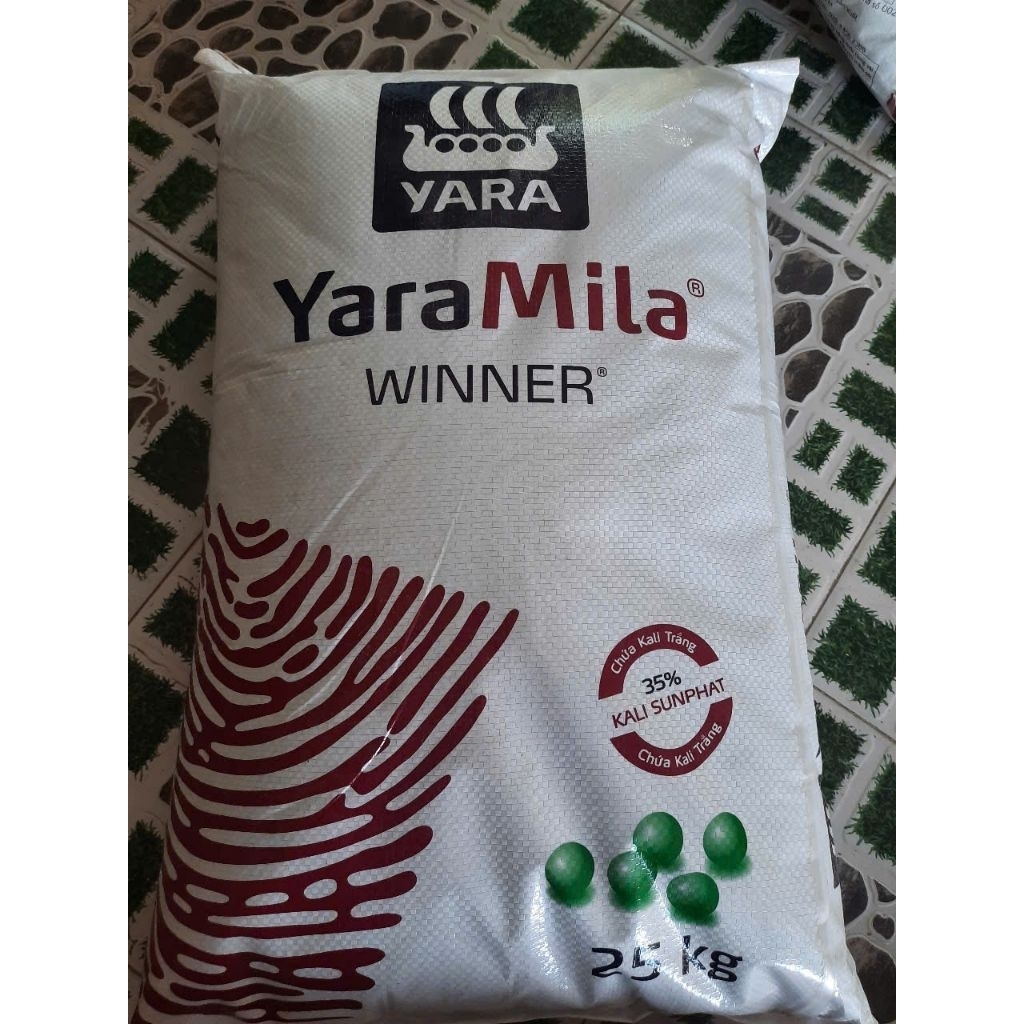 YARA
YaraMila®
WINNER®
Chứa Kali Trắng
35%
KALI SUNPHAT
Chứa Kali Trắng
25 kg